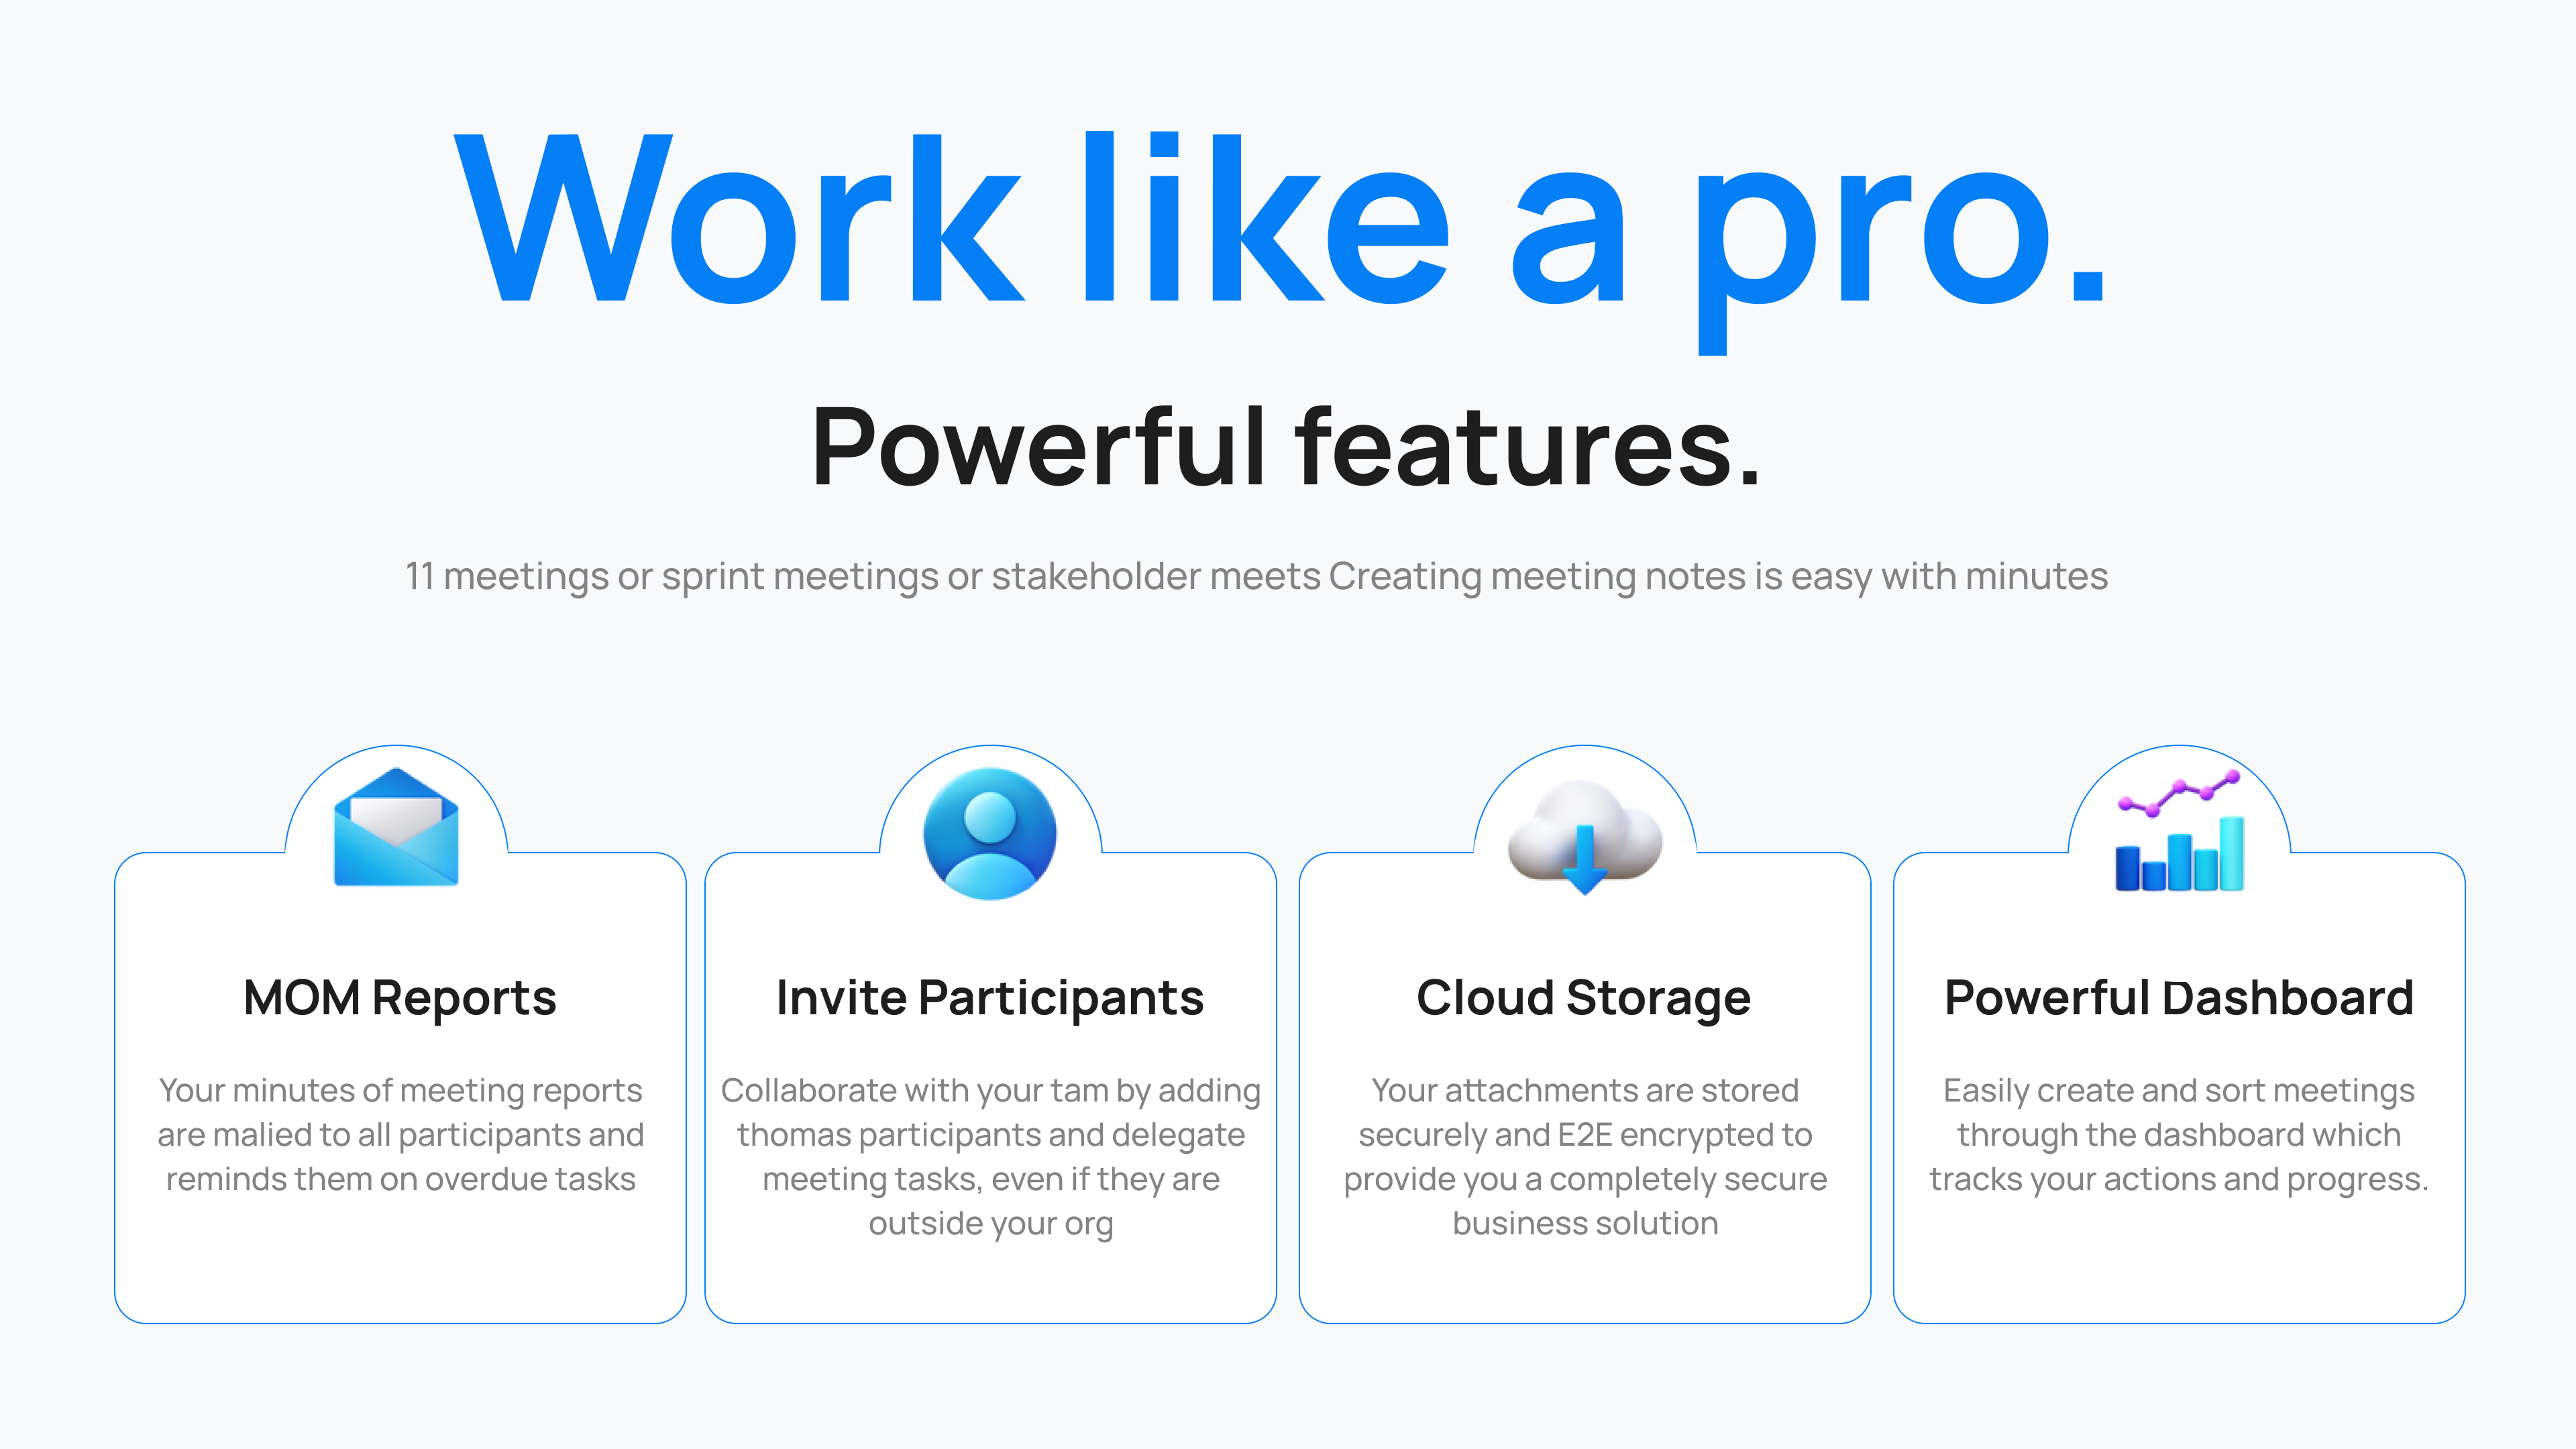 Work like a pro.
Powerful features.
11 meetings or sprint meetings or stakeholder meets Creating meeting notes is easy with minutes
MOM Reports
Your minutes of meeting reports
are malied to all participants and
reminds them on overdue tasks
Invite Participants
Collaborate with your tam by adding
thomas participants and delegate
meeting tasks, even if they are
outside your org
Cloud Storage
Your attachments are stored
securely and E2E encrypted to
provide you a completely secure
business solution
Powerful Dashboard
Easily create and sort meetings
through the dashboard which
tracks your actions and progress.